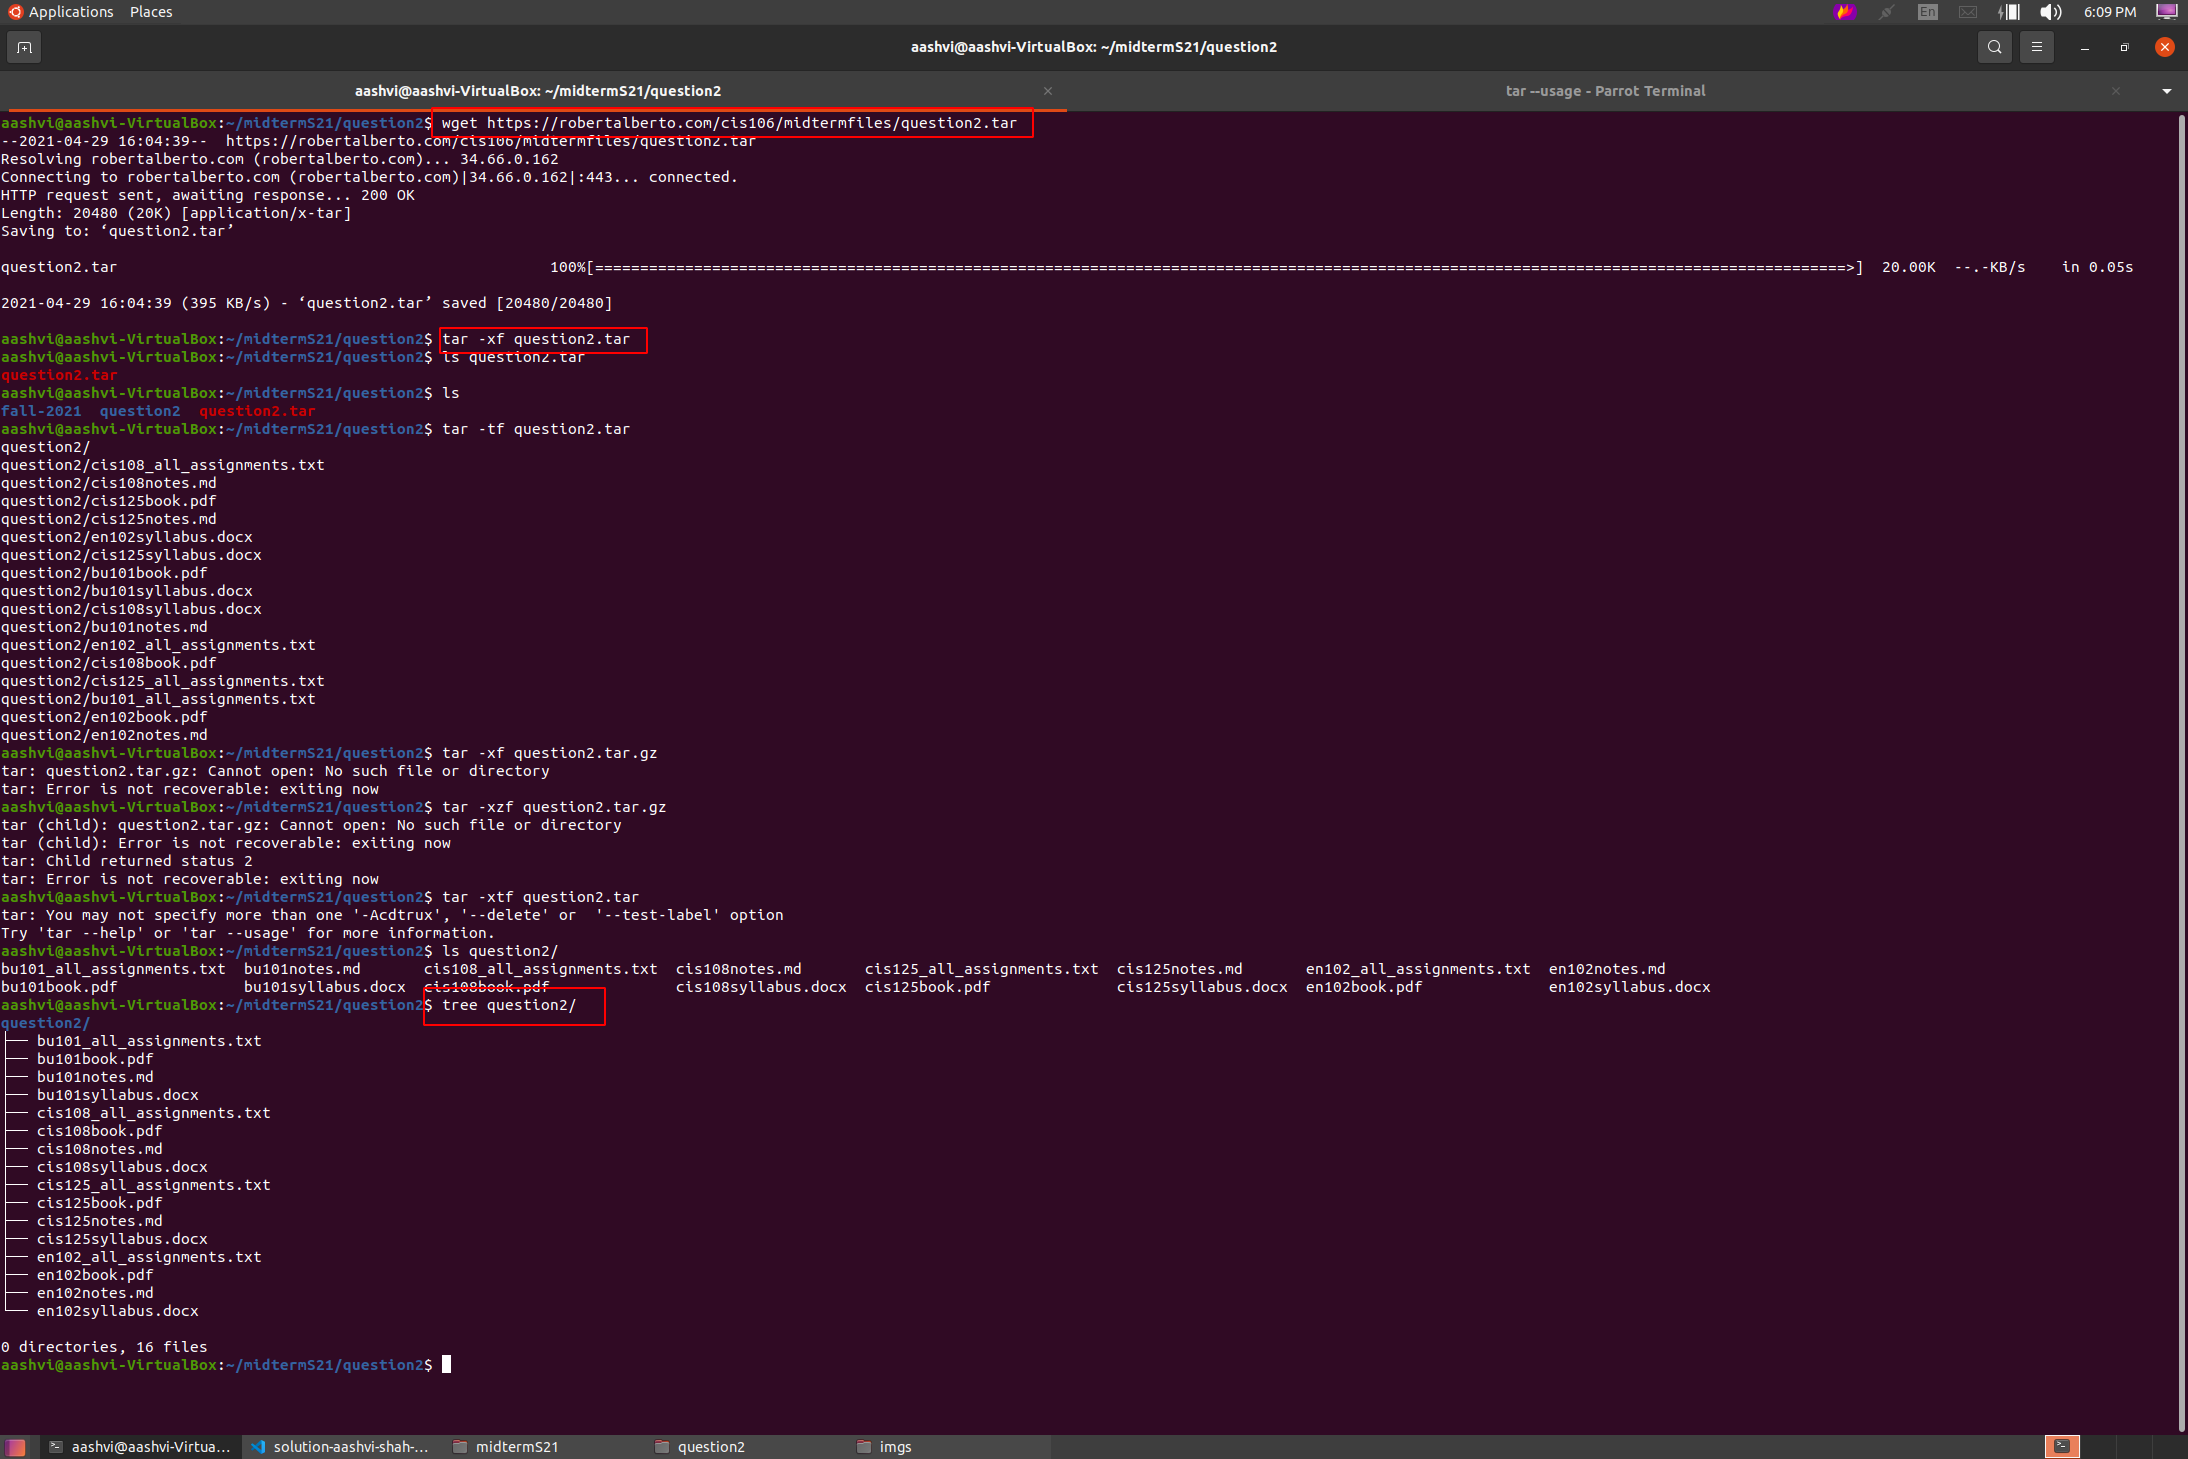 Applications Places
En 6:09 PM
aashvi@aashvi-VirtualBox: ~/midtermS21/question2
aashvi@aashvi-VirtualBox: ~/midtermS21/question2
tar --usage - Parrot Terminal
aashvi@aashvi-VirtualBox:~/midtermS21/question2$ wget https://robertalberto.com/cis106/midtermfiles/question2.tar
--2021-04-29 16:04:39--  https://robertalberto.com/cis106/midtermfiles/question2.tar
Resolving robertalberto.com (robertalberto.com)... 34.66.0.162
Connecting to robertalberto.com (robertalberto.com)|34.66.0.162|:443... connected.
HTTP request sent, awaiting response... 200 OK
Length: 20480 (20K) [application/x-tar]
Saving to: ‘question2.tar’
question2.tar 100%[===========================================================================================================================================>] 20.00K --.-KB/s in 0.05s
2021-04-29 16:04:39 (395 KB/s) - ‘question2.tar’ saved [20480/20480]
aashvi@aashvi-VirtualBox:~/midtermS21/question2$ tar -xf question2.tar
aashvi@aashvi-VirtualBox:~/midtermS21/question2$ ls question2.tar
question2.tar
aashvi@aashvi-VirtualBox:~/midtermS21/question2$ ls
fall-2021  question2  question2.tar
aashvi@aashvi-VirtualBox:~/midtermS21/question2$ tar -tf question2.tar
question2/
question2/cis108_all_assignments.txt
question2/cis108notes.md
question2/cis125book.pdf
question2/cis125notes.md
question2/en102syllabus.docx
question2/cis125syllabus.docx
question2/bu101book.pdf
question2/bu101syllabus.docx
question2/cis108syllabus.docx
question2/bu101notes.md
question2/en102_all_assignments.txt
question2/cis108book.pdf
question2/cis125_all_assignments.txt
question2/bu101_all_assignments.txt
question2/en102book.pdf
question2/en102notes.md
aashvi@aashvi-VirtualBox:~/midtermS21/question2$ tar -xf question2.tar.gz
tar: question2.tar.gz: Cannot open: No such file or directory
tar: Error is not recoverable: exiting now
aashvi@aashvi-VirtualBox:~/midtermS21/question2$ tar -xzf question2.tar.gz
tar (child): question2.tar.gz: Cannot open: No such file or directory
tar (child): Error is not recoverable: exiting now
tar: Child returned status 2
tar: Error is not recoverable: exiting now
aashvi@aashvi-VirtualBox:~/midtermS21/question2$ tar -xtf question2.tar
tar: You may not specify more than one '-Acdtrux', '--delete' or  '--test-label' option
Try 'tar --help' or 'tar --usage' for more information.
aashvi@aashvi-VirtualBox:~/midtermS21/question2$ ls question2/
bu101_all_assignments.txt  bu101notes.md  cis108_all_assignments.txt  cis108notes.md  cis125_all_assignments.txt  cis125notes.md  en102_all_assignments.txt  en102notes.md
bu101book.pdf  bu101syllabus.docx  cis108book.pdf  cis108syllabus.docx  cis125book.pdf  cis125syllabus.docx  en102book.pdf  en102syllabus.docx
aashvi@aashvi-VirtualBox:~/midtermS21/question2$ tree question2/
question2/
├── bu101_all_assignments.txt
├── bu101book.pdf
├── bu101notes.md
├── bu101syllabus.docx
├── cis108_all_assignments.txt
├── cis108book.pdf
├── cis108notes.md
├── cis108syllabus.docx
├── cis125_all_assignments.txt
├── cis125book.pdf
├── cis125notes.md
├── cis125syllabus.docx
├── en102_all_assignments.txt
├── en102book.pdf
├── en102notes.md
└── en102syllabus.docx
0 directories, 16 files
aashvi@aashvi-VirtualBox:~/midtermS21/question2$
aashvi@aashvi-Virtua... solution-aashvi-shah-... midtermS21 question2 imgs